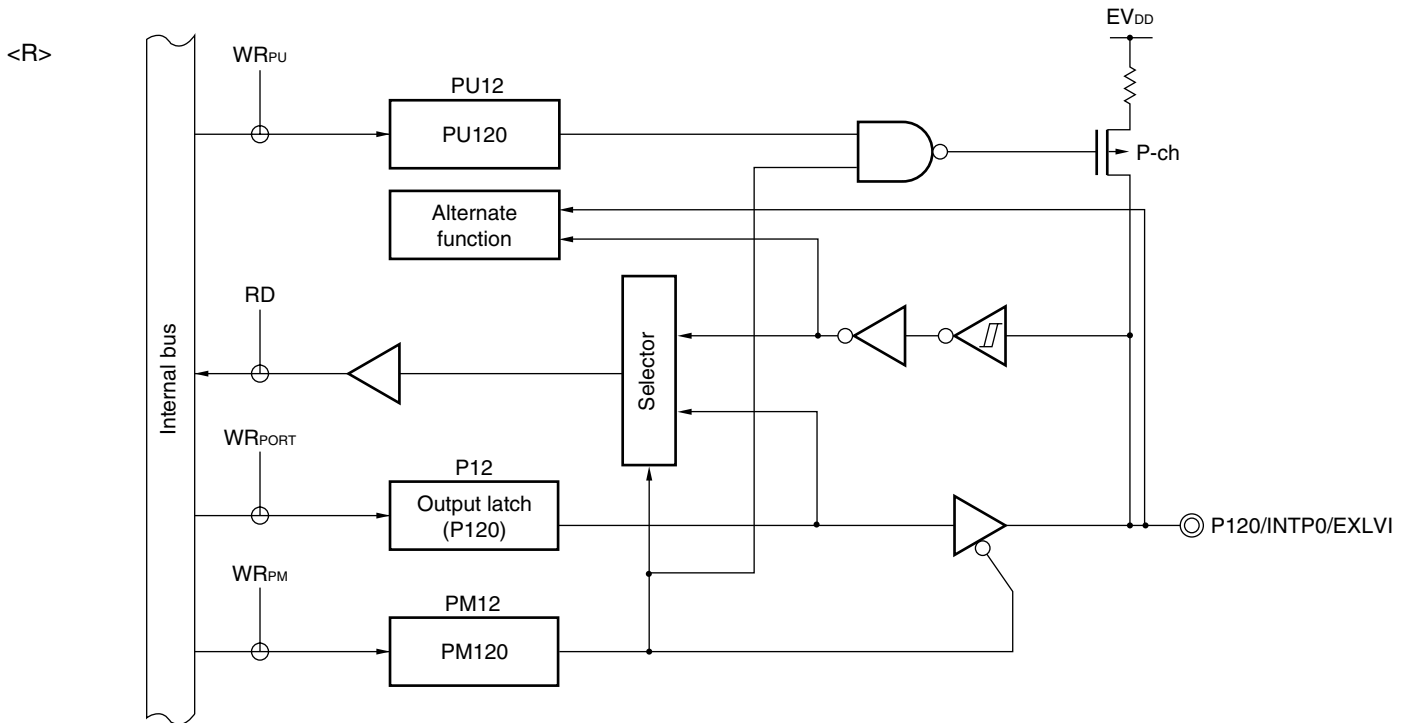 <R>
EVDD
WRPU
PU12
PU120
P-ch
Alternate
function
RD
Internal bus
Selector
WRPORT
P12
Output latch
(P120)
P120/INTP0/EXLVI
WRPM
PM12
PM120